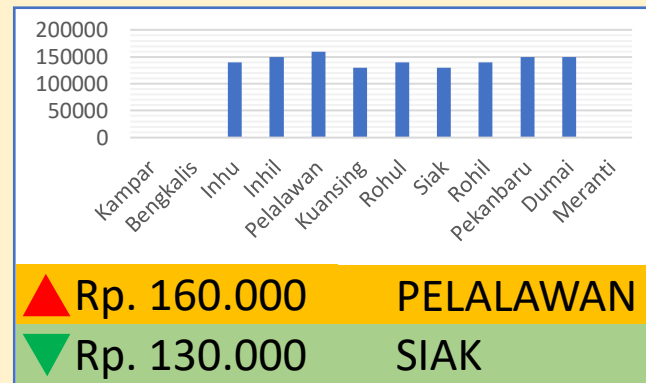 200000
150000
100000
50000
0
Kampar
Bengkalis
Inhu
Inhil
Pelalawan
Kuansing
Rohul
Siak
Rohil
Pekanbaru
Dumai
Meranti
Rp. 160.000 PELALAWAN
Rp. 130.000 SIAK